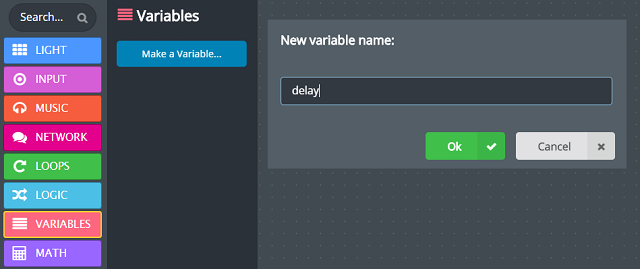 Search...
LIGHT
INPUT
MUSIC
NETWORK
LOOPS
LOGIC
VARIABLES
MATH
Variables
Make a Variable...
New variable name:
delay
Ok
Cancel